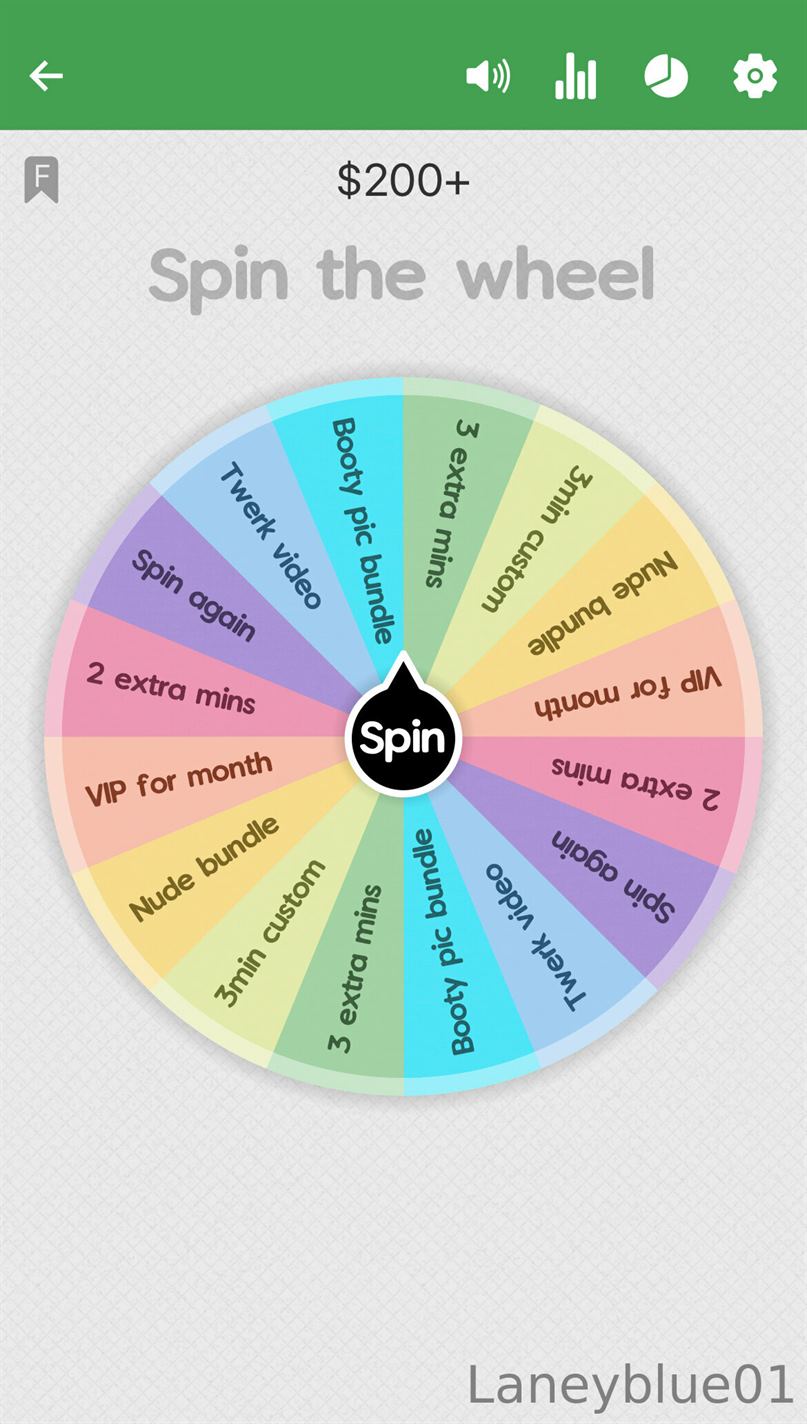 F
$200+
Spin the wheel
3 extra mins
3min custom
Nude bundle
VIP for month
2 extra mins
Spin again
Twerk video
Booty pic bundle
3 extra mins
3min custom
Nude bundle
VIP for month
2 extra mins
Spin again
Twerk video
Booty pic bundle
Spin
Laneyblue01